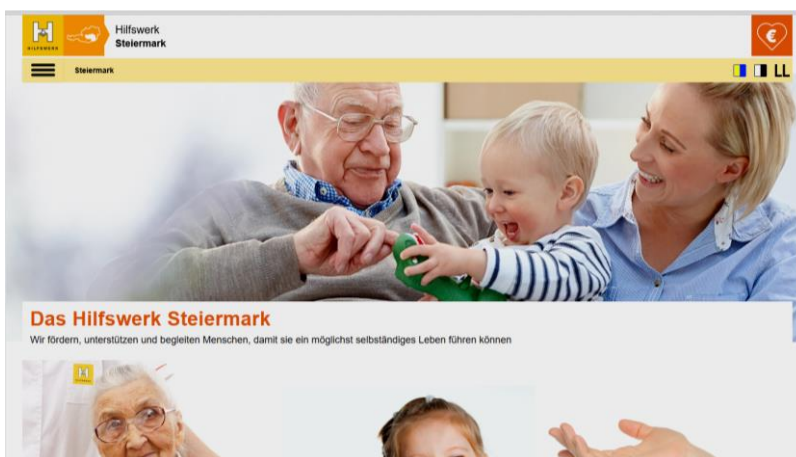 HILFSWERK
Hilfswerk
Steiermark
€
Steiermark
LL
Das Hilfswerk Steiermark
Wir fördern, unterstützen und begleiten Menschen, damit sie ein möglichst selbständiges Leben führen können